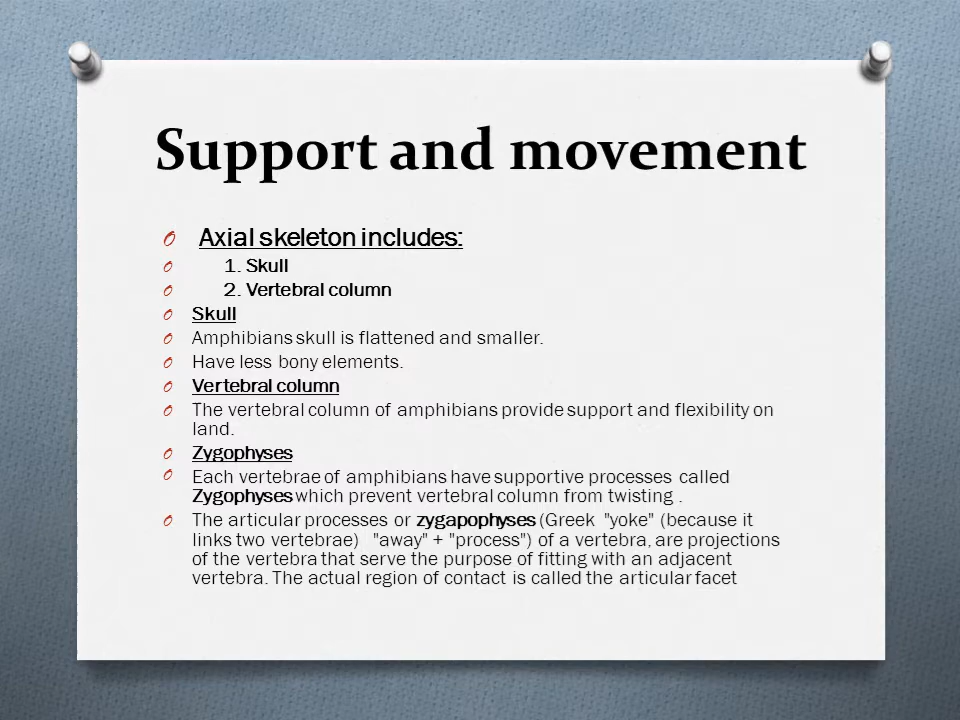 Support and movement
Axial skeleton includes:
1. Skull
2. Vertebral column
Skull
Amphibians skull is flattened and smaller.
Have less bony elements.
Vertebral column
The vertebral column of amphibians provide support and flexibility on
land.
Zygophyses
Each vertebrae of amphibians have supportive processes called
Zygophyses which prevent vertebral column from twisting .
The articular processes or zygapophyses (Greek "yoke" (because it
links two vertebrae) "away" + "process") of a vertebra, are projections
of the vertebra that serve the purpose of fitting with an adjacent
vertebra. The actual region of contact is called the articular facet